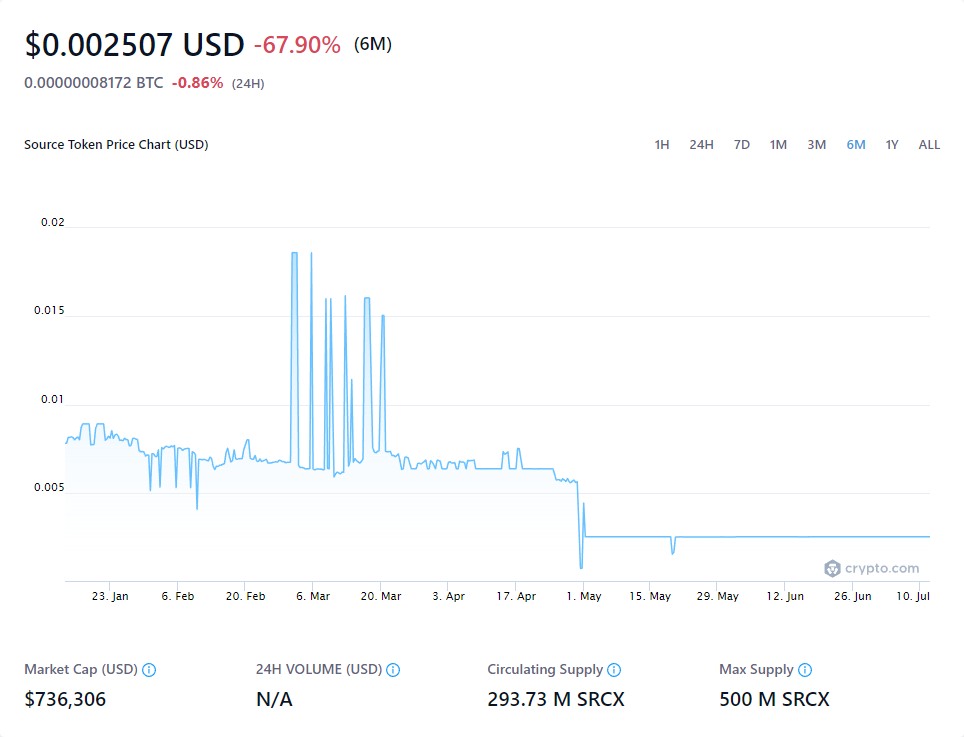 $0.002507 USD -67.90% (6M)
0.00000008172 BTC -0.86% (24H)
Source Token Price Chart (USD) 1H 24H 7D 1M 3M 6M 1Y ALL
0.02
0.015
0.01
0.005
crypto.com
23. Jan 6. Feb 20. Feb 6. Mar 20. Mar 3. Apr 17. Apr 1. May 15. May 29. May 12. Jun 26. Jun 10. Jul
Market Cap (USD) 24H VOLUME (USD) Circulating Supply Max Supply
$736,306 N/A 293.73 M SRCX 500 M SRCX